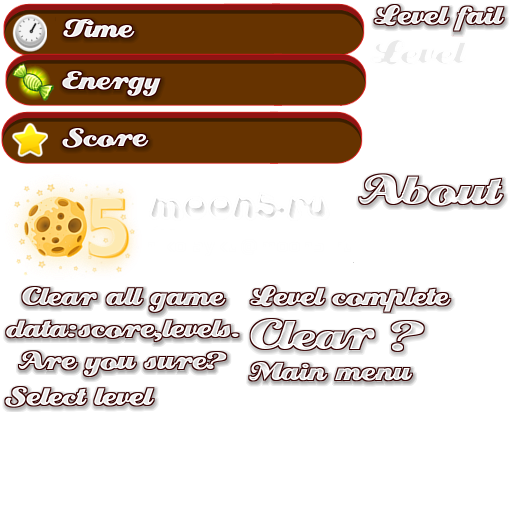 Time
Level fail
Level
Energy
Score
About
5
moon5.ru
Clear all game
data:score,levels.
Are you sure?
Select level
Level complete
Clear ?
Main menu